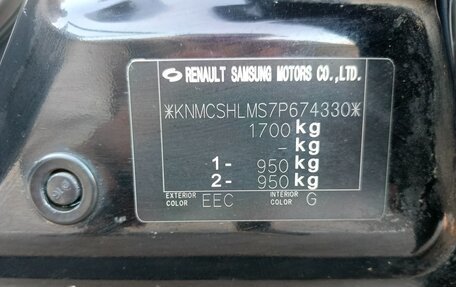 RENAULT SAMSUNG MOTORS CO.,LTD.
*KNMCSHLMS7P674330*
1700 kg
- kg
1- 950 kg
2- 950 kg
EXTERIOR COLOR EEC INTERIOR COLOR G